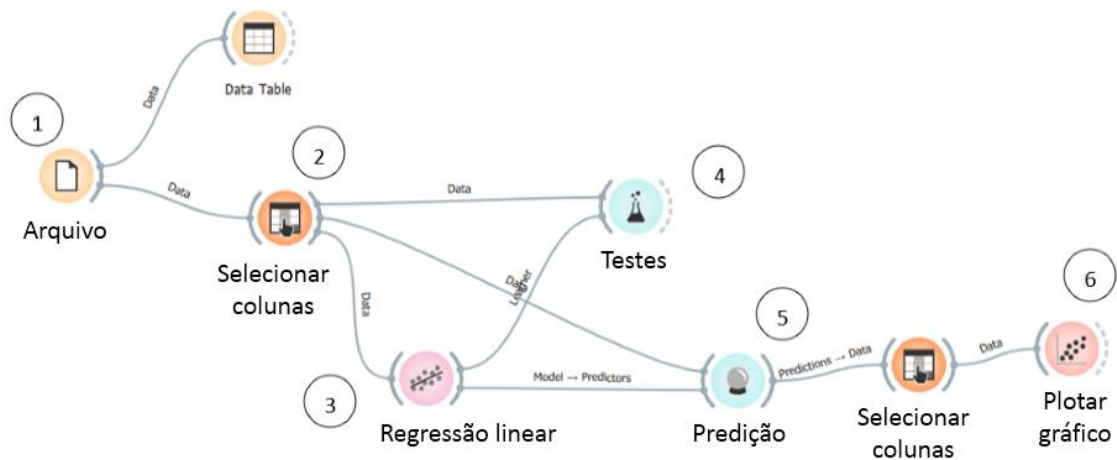 Data Table
Data
1
Arquivo
Data
2
Selecionar
colunas
Data
4
Testes
Data
Learner
Data
3
Regressão linear
Model → Predictors
5
Predição
Predictions → Data
Selecionar
colunas
Data
6
Plotar
gráfico